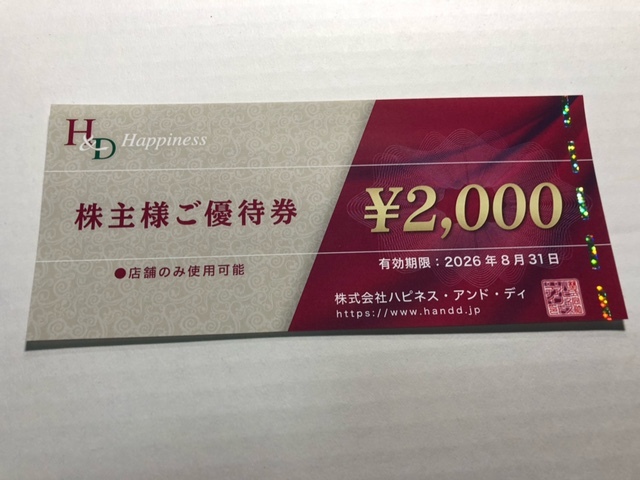 H&D Happiness
株主様ご優待券
¥2,000
●店舗のみ使用可能
有効期限：2026年8月31日
株式会社ハピネス・アンド・ディ
https://www.handd.jp